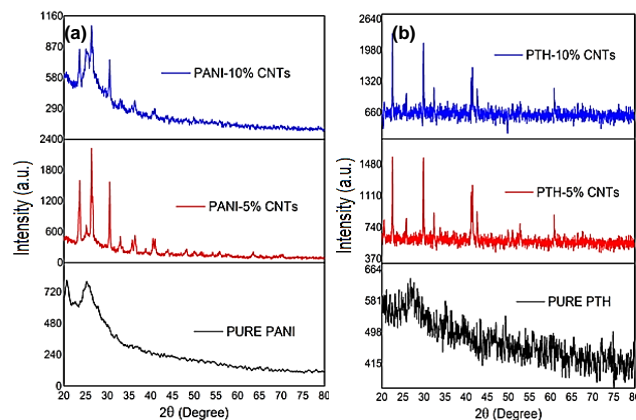 (a)
Intensity (a.u.)
1160
870
580
290
PANI-10% CNTs
2400
1800
1200
600
0
PANI-5% CNTs
720
480
240
0
PURE PANI
20 25 30 35 40 45 50 55 60 65 70 75 80
2θ (Degree)
(b)
Intensity (a.u.)
2640
1980
1320
660
PTH-10% CNTs
1480
1110
740
370
PTH-5% CNTs
664
581
498
415
PURE PTH
20 25 30 35 40 45 50 55 60 65 70 75 80
2θ (Degree)